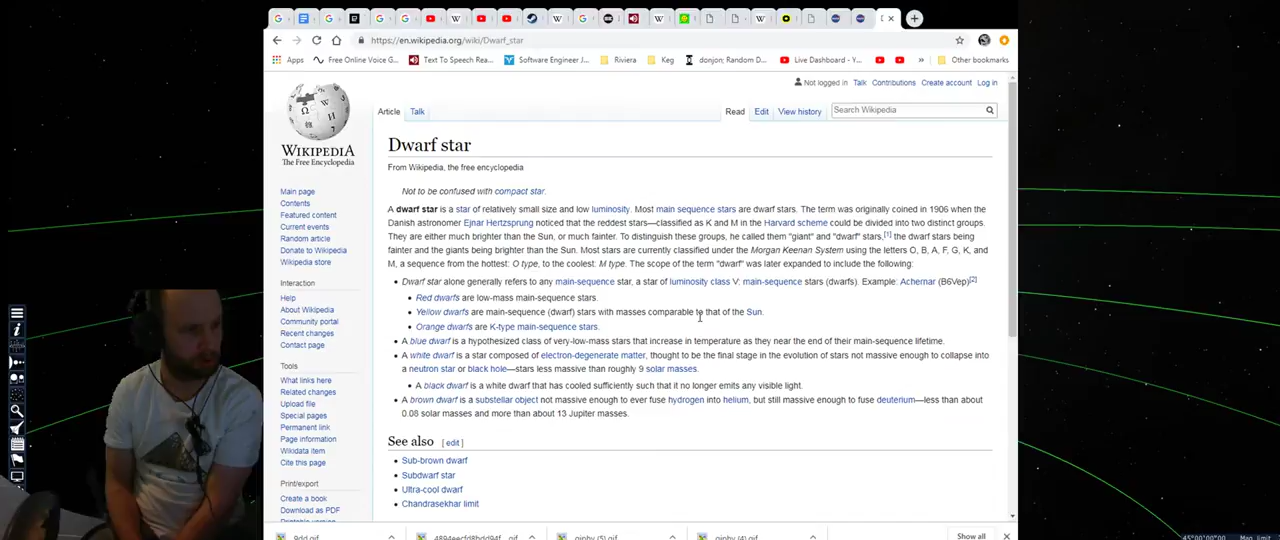 https://en.wikipedia.org/wiki/Dwarf_star
Apps Free Online Voice G... Text To Speech Rea... Software Engineer J... Riviera Keg donjon; Random D... Live Dashboard - Y... » Other bookmarks
Not logged in Talk Contributions Create account Log in
Article Talk Read Edit View history Search Wikipedia
WIKIPEDIA
The Free Encyclopedia
Main page
Contents
Featured content
Current events
Random article
Donate to Wikipedia
Wikipedia store
Interaction
Help
About Wikipedia
Community portal
Recent changes
Contact page
Tools
What links here
Related changes
Upload file
Special pages
Permanent link
Page information
Wikidata item
Cite this page
Print/export
Create a book
Download as PDF
Printable version
Dwarf star
From Wikipedia, the free encyclopedia
Not to be confused with compact star.
A dwarf star is a star of relatively small size and low luminosity. Most main sequence stars are dwarf stars. The term was originally coined in 1906 when the
Danish astronomer Ejnar Hertzsprung noticed that the reddest stars—classified as K and M in the Harvard scheme could be divided into two distinct groups.
They are either much brighter than the Sun, or much fainter. To distinguish these groups, he called them "giant" and "dwarf" stars,[1] the dwarf stars being
fainter and the giants being brighter than the Sun. Most stars are currently classified under the Morgan Keenan System using the letters O, B, A, F, G, K, and
M, a sequence from the hottest: O type, to the coolest: M type. The scope of the term "dwarf" was later expanded to include the following:
• Dwarf star alone generally refers to any main-sequence star, a star of luminosity class V: main-sequence stars (dwarfs). Example: Achernar (B6Vep)[2]
• Red dwarfs are low-mass main-sequence stars.
• Yellow dwarfs are main-sequence (dwarf) stars with masses comparable to that of the Sun.
• Orange dwarfs are K-type main-sequence stars.
• A blue dwarf is a hypothesized class of very-low-mass stars that increase in temperature as they near the end of their main-sequence lifetime.
• A white dwarf is a star composed of electron-degenerate matter, thought to be the final stage in the evolution of stars not massive enough to collapse into
a neutron star or black hole—stars less massive than roughly 9 solar masses.
• A black dwarf is a white dwarf that has cooled sufficiently such that it no longer emits any visible light.
• A brown dwarf is a substellar object not massive enough to ever fuse hydrogen into helium, but still massive enough to fuse deuterium—less than about
0.08 solar masses and more than about 13 Jupiter masses.
See also [ edit ]
• Sub-brown dwarf
• Subdwarf star
• Ultra-cool dwarf
• Chandrasekhar limit
9dd.gif 4894eecfd8bdd94f....gif giphy (5).gif giphy (4).gif Show all